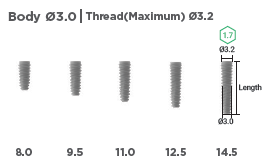 Body Ø3.0 | Thread(Maximum) Ø3.2
1.7
Ø3.2
Length
Ø3.0
8.0 9.5 11.0 12.5 14.5